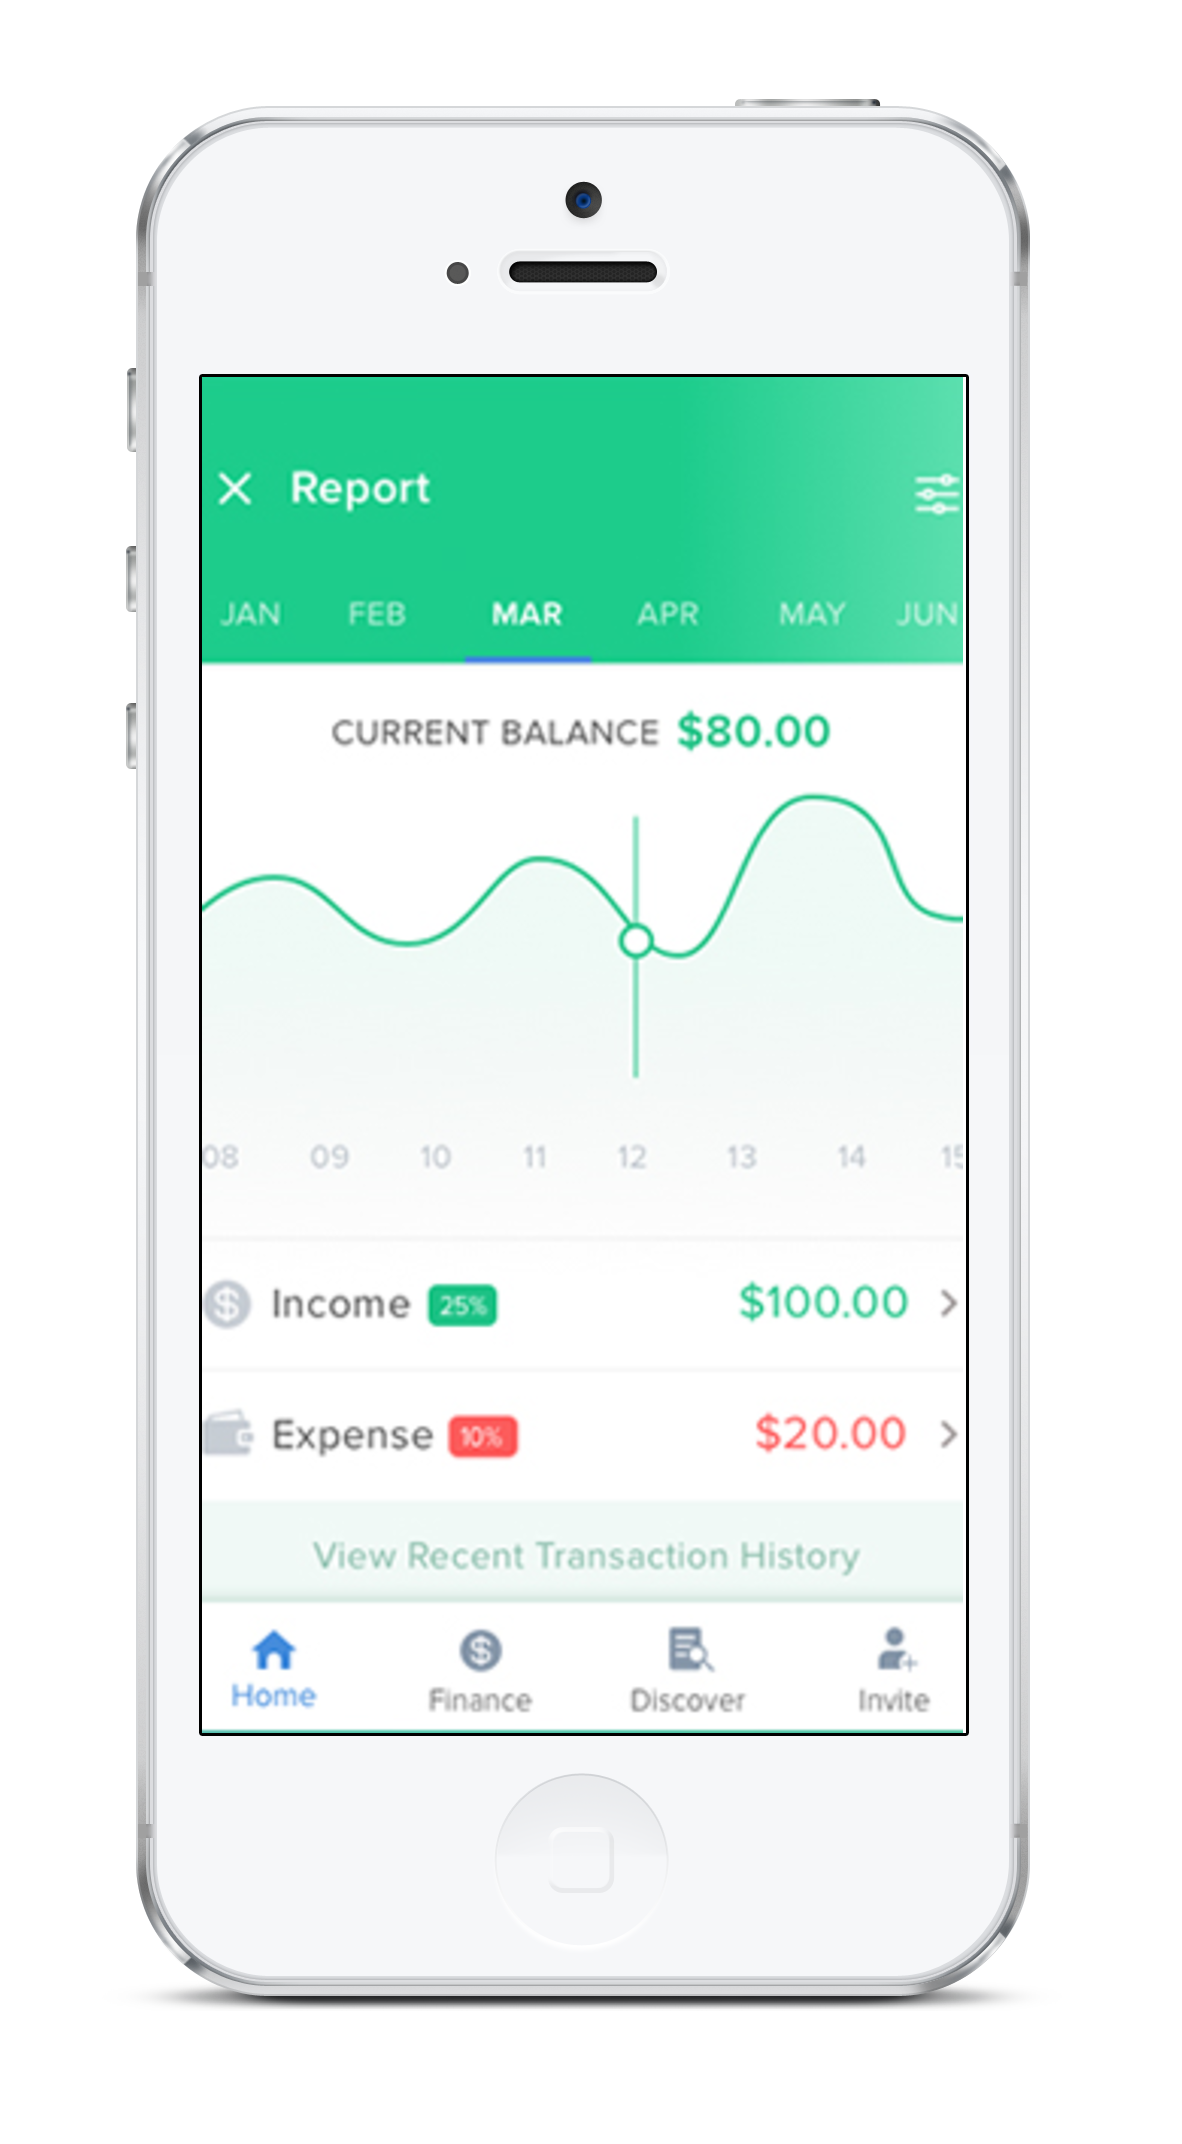 Report
JAN FEB MAR APR MAY JUN
CURRENT BALANCE $80.00
08 09 10 11 12 13 14 15
Income 25% $100.00
Expense 10% $20.00
View Recent Transaction History
Home Finance Discover Invite